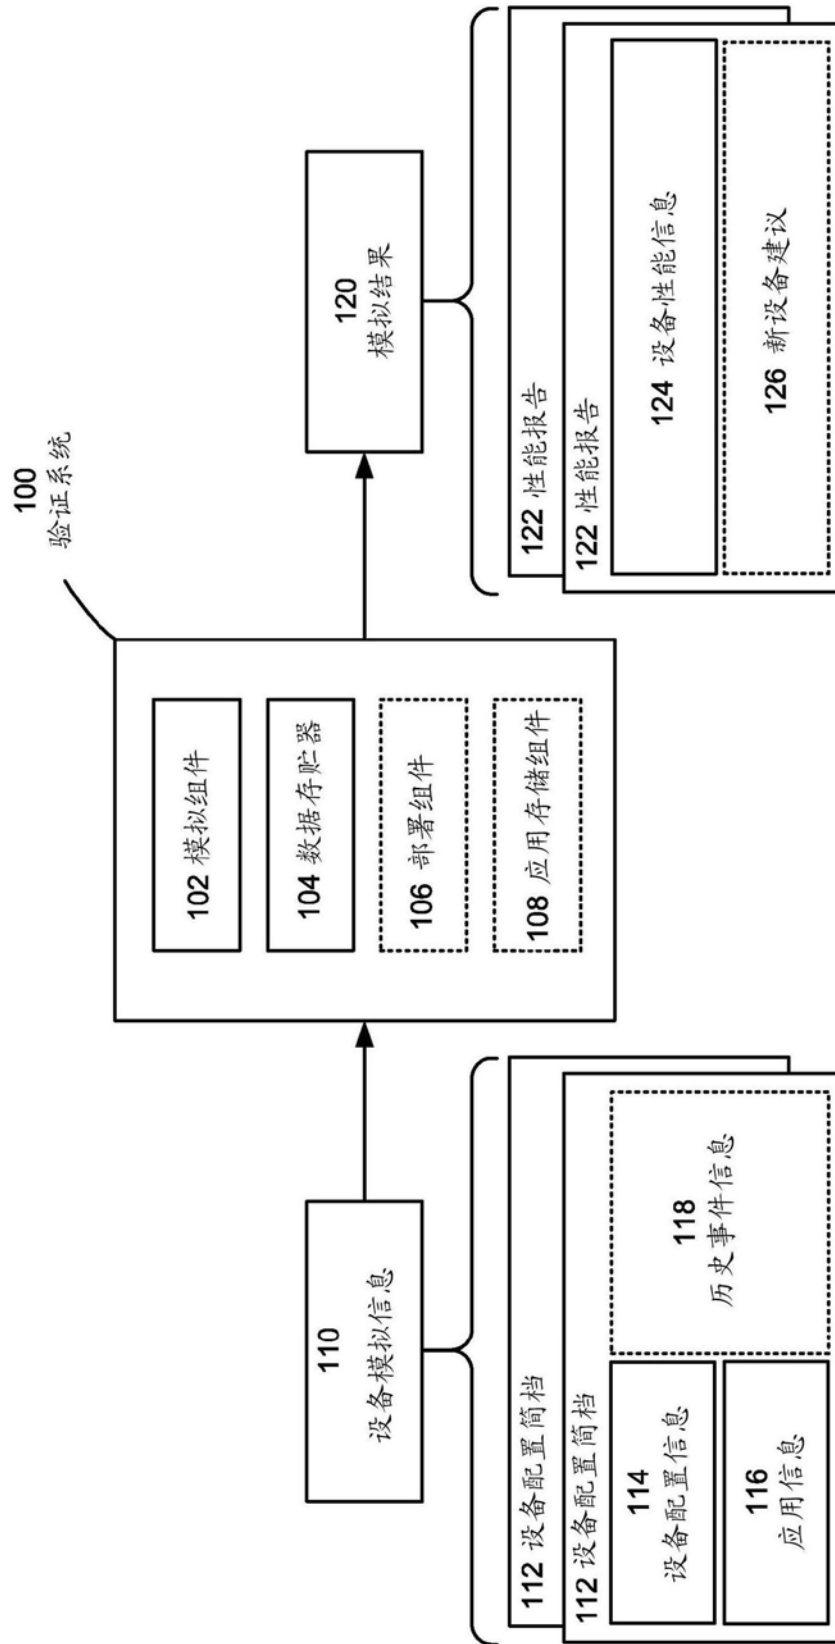 100
验证系统
110
设备模拟信息
102 模拟组件
104 数据存贮器
106 部署组件
108 应用存储组件
120
模拟结果
112 设备配置简档
112 设备配置简档
114
设备配置信息
116
应用信息
118
历史事件信息
122 性能报告
122 性能报告
124 设备性能信息
126 新设备建议